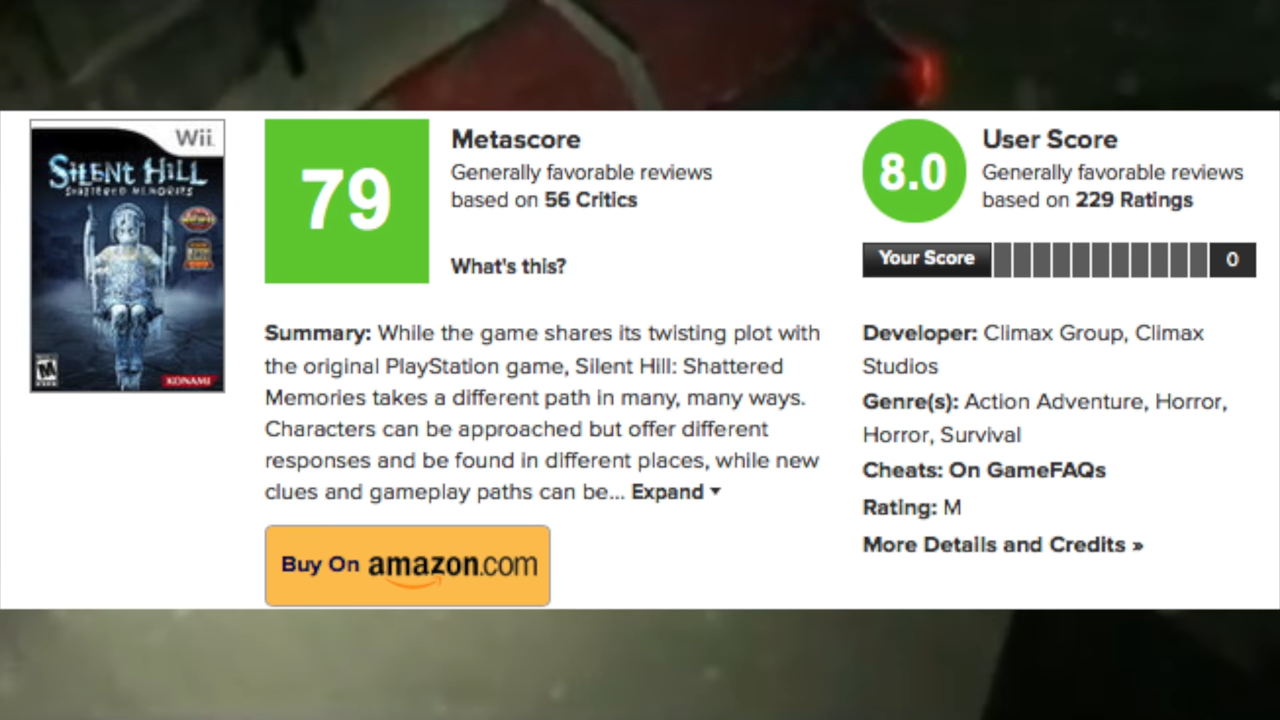 Wii
SILENT HILL
SHATTERED MEMORIES
M
KONAMI
79
Metascore
Generally favorable reviews
based on 56 Critics
What's this?
Summary: While the game shares its twisting plot with
the original PlayStation game, Silent Hill: Shattered
Memories takes a different path in many, many ways.
Characters can be approached but offer different
responses and be found in different places, while new
clues and gameplay paths can be... Expand
Buy On amazon.com
8.0
User Score
Generally favorable reviews
based on 229 Ratings
Your Score
0
Developer: Climax Group, Climax
Studios
Genre(s): Action Adventure, Horror,
Horror, Survival
Cheats: On GameFAQs
Rating: M
More Details and Credits »